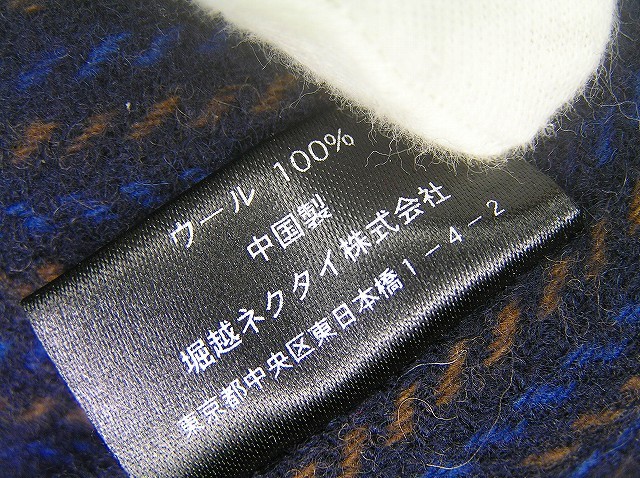 ウール 100%
中国製
堀越ネクタイ株式会社
東京都中央区東日本橋1-4-2